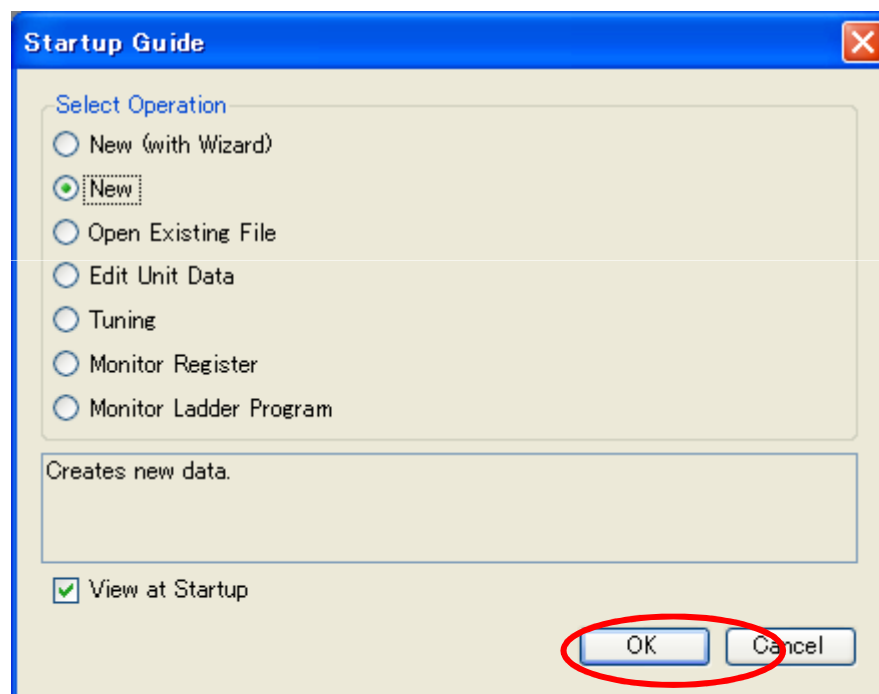 Startup Guide
Select Operation
New (with Wizard)
New
Open Existing File
Edit Unit Data
Tuning
Monitor Register
Monitor Ladder Program
Creates new data.
View at Startup
OK Cancel